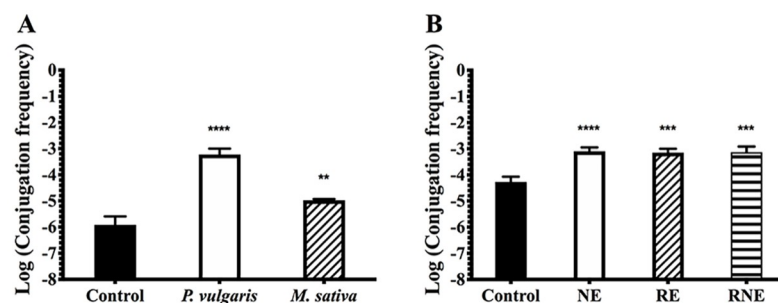 A
Log (Conjugation frequency)
0
-1
-2
-3
-4
-5
-6
-7
-8
****
**
Control
P. vulgaris
M. sativa
B
Log (Conjugation frequency)
0
-1
-2
-3
-4
-5
-6
-7
-8
****
***
***
Control
NE
RE
RNE